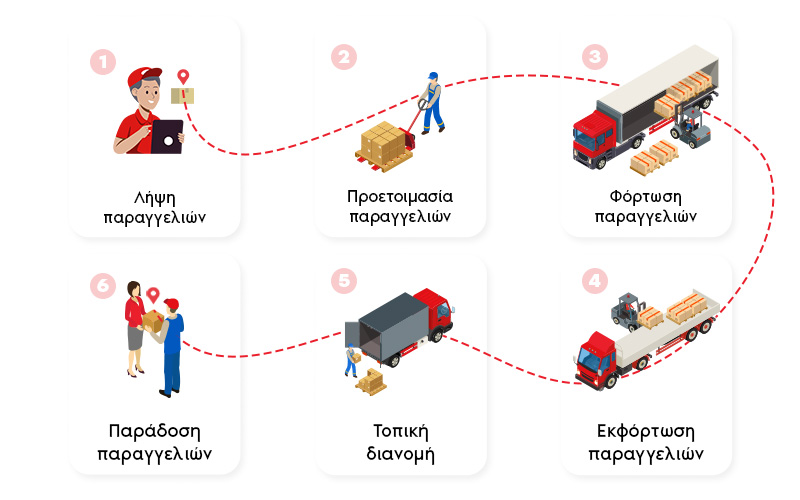 1
Λήψη
παραγγελιών
2
Προετοιμασία
παραγγελιών
3
Φόρτωση
παραγγελιών
4
Εκφόρτωση
παραγγελιών
5
Τοπική
διανομή
6
Παράδοση
παραγγελιών